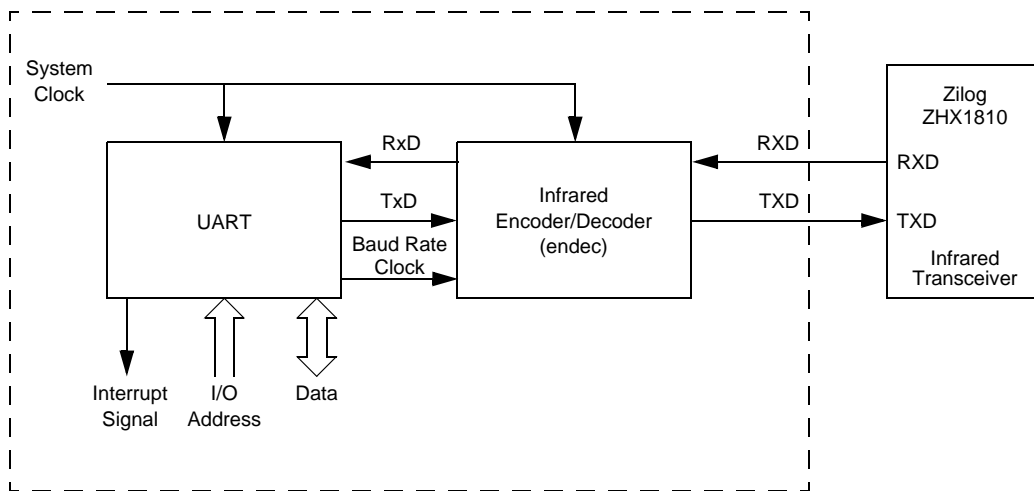 System
Clock
UART
RxD
TxD
Baud Rate
Clock
Infrared
Encoder/Decoder
(endec)
RXD
TXD
Zilog
ZHX1810
RXD
TXD
Infrared
Transceiver
Interrupt
Signal
I/O
Address
Data